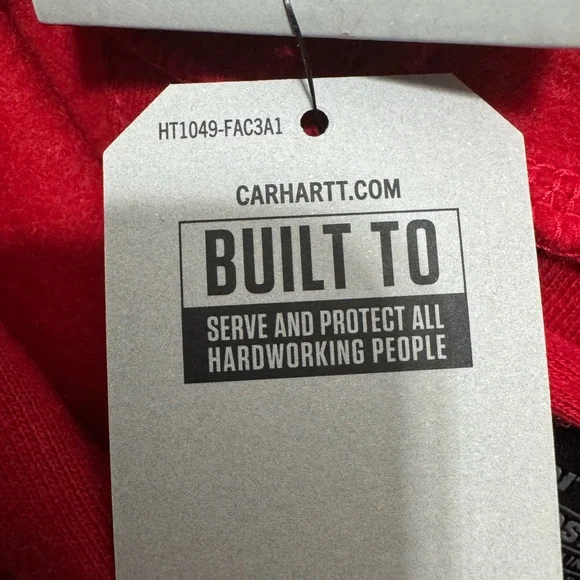 HT1049-FAC3A1
CARHARTT.COM
BUILT TO
SERVE AND PROTECT ALL
HARDWORKING PEOPLE